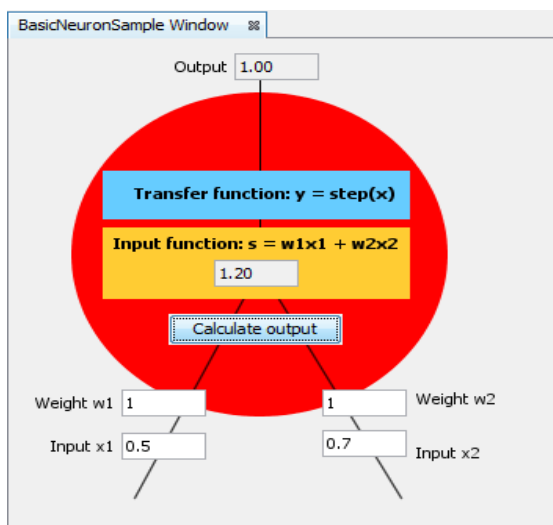 BasicNeuronSample Window
Output 1.00
Transfer function: y = step(x)
Input function: s = w1x1 + w2x2
1.20
Calculate output
Weight w1 1 1 Weight w2
Input x1 0.5 0.7 Input x2